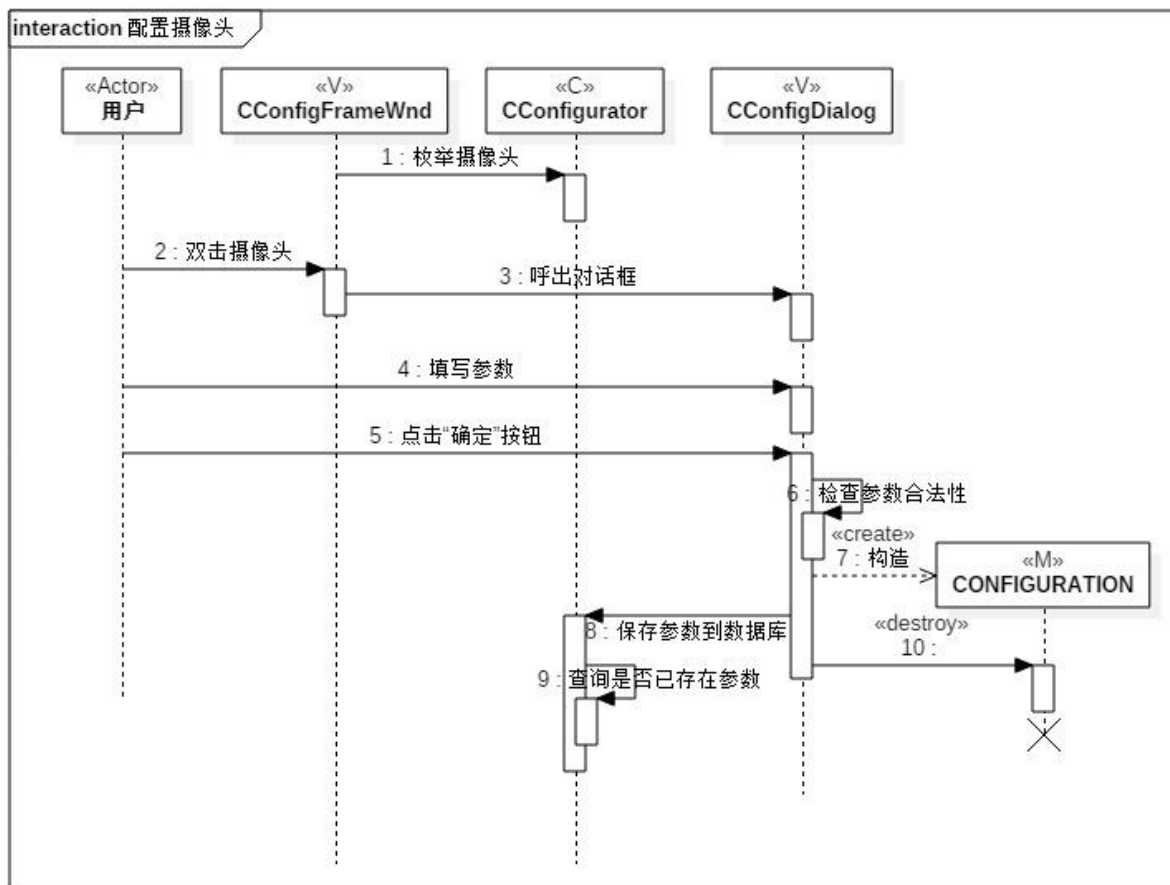 interaction 配置摄像头
«Actor»
用户
«V»
CConfigFrameWnd
«C»
CConfigurator
«V»
CConfigDialog
1 : 枚举摄像头
2 : 双击摄像头
3 : 呼出对话框
4 : 填写参数
5 : 点击“确定”按钮
6 : 检查参数合法性
«create»
7 : 构造
«M»
CONFIGURATION
8 : 保存参数到数据库
«destroy»
10 :
9 : 查询是否已存在参数